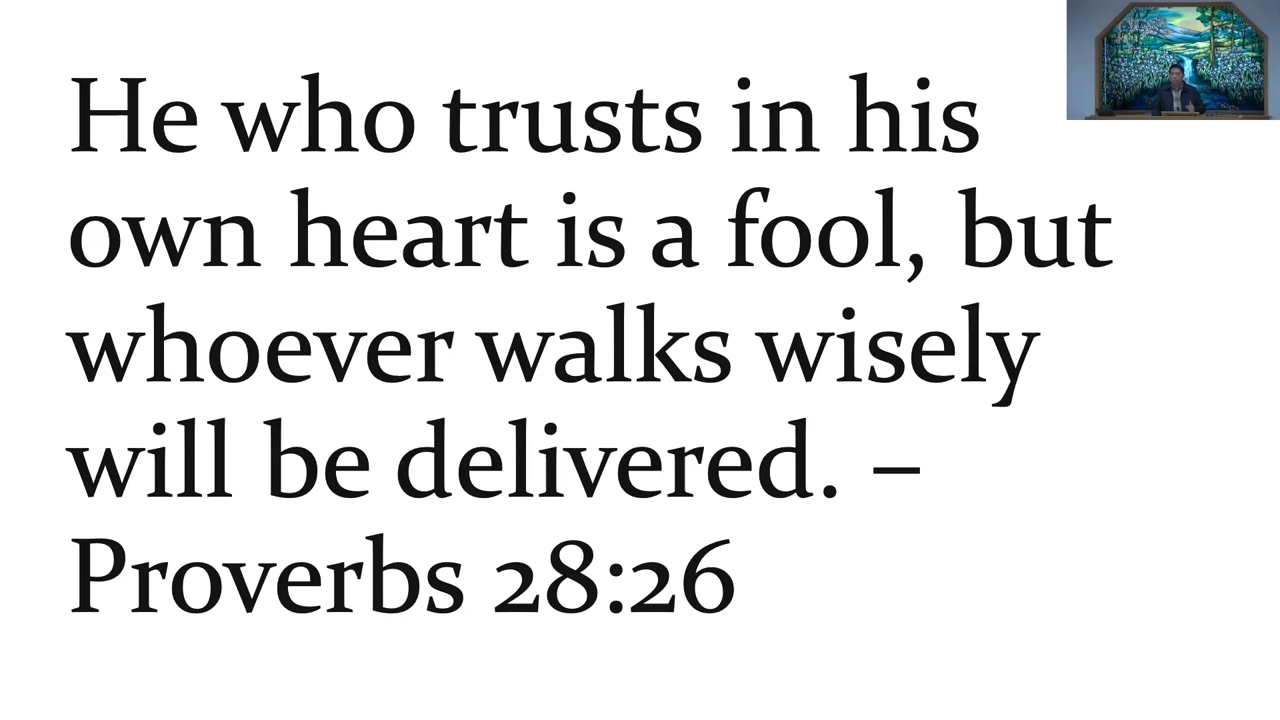 He who trusts in his
own heart is a fool, but
whoever walks wisely
will be delivered. –
Proverbs 28:26